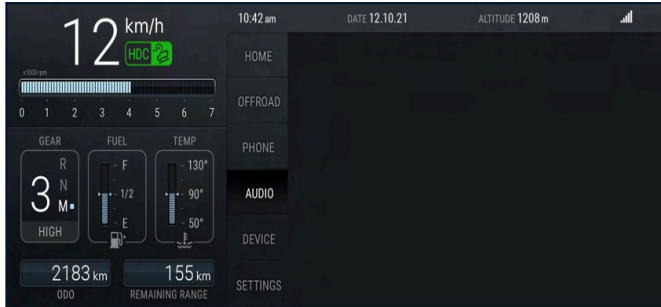 12 km/h
HDC
x1000 rpm
0 1 2 3 4 5 6 7
GEAR
R
N
M
3
HIGH
FUEL
F
1/2
E
TEMP
130°
90°
50°
2183 km
ODO
155 km
REMAINING RANGE
10:42 am
DATE 12.10.21
ALTITUDE 1208 m
HOME
OFFROAD
PHONE
AUDIO
DEVICE
SETTINGS